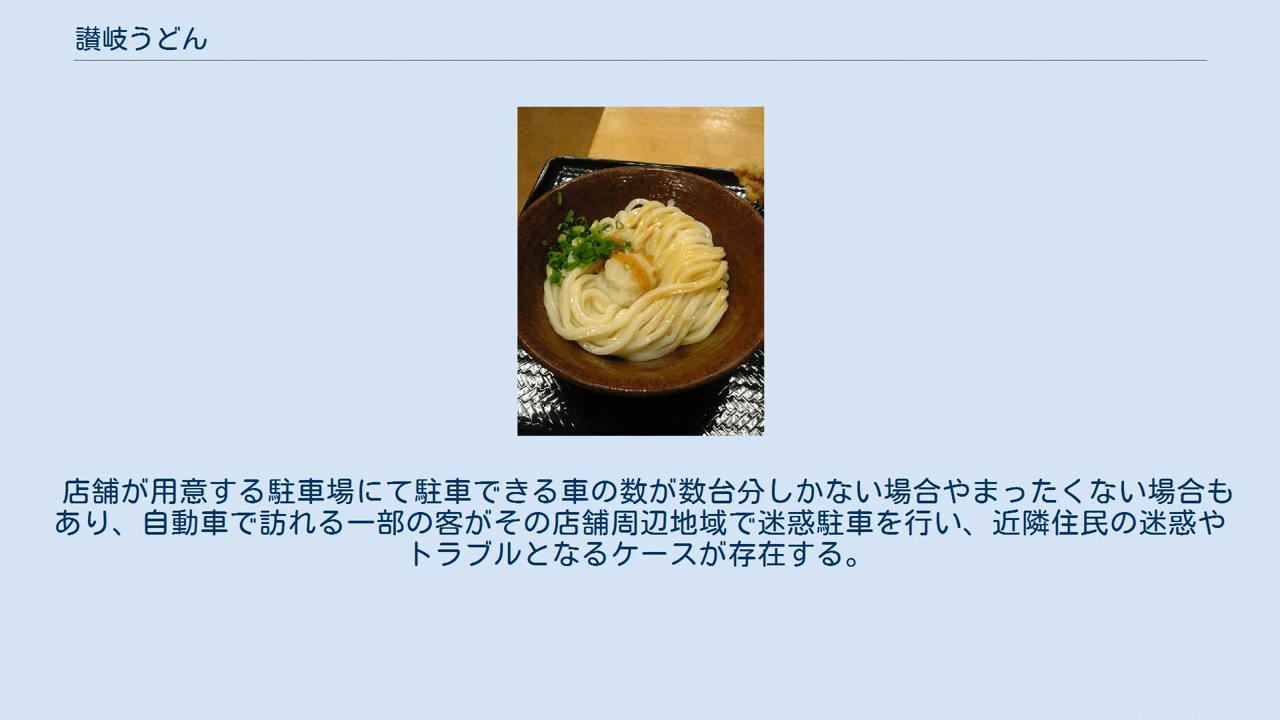 讃岐うどん
店舗が用意する駐車場にて駐車できる車の数が数台分しかない場合やまったくない場合も
あり、自動車で訪れる一部の客がその店舗周辺地域で迷惑駐車を行い、近隣住民の迷惑や
トラブルとなるケースが存在する。